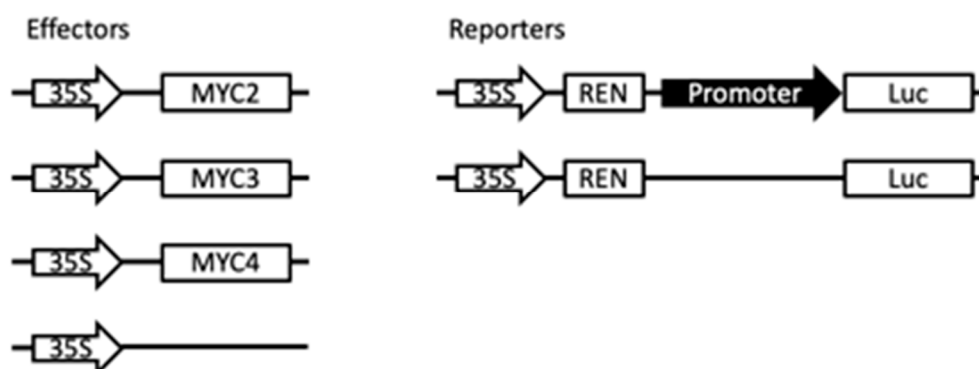 Effectors
Reporters
35S MYC2
35S REN Promoter Luc
35S MYC3
35S REN Luc
35S MYC4
35S